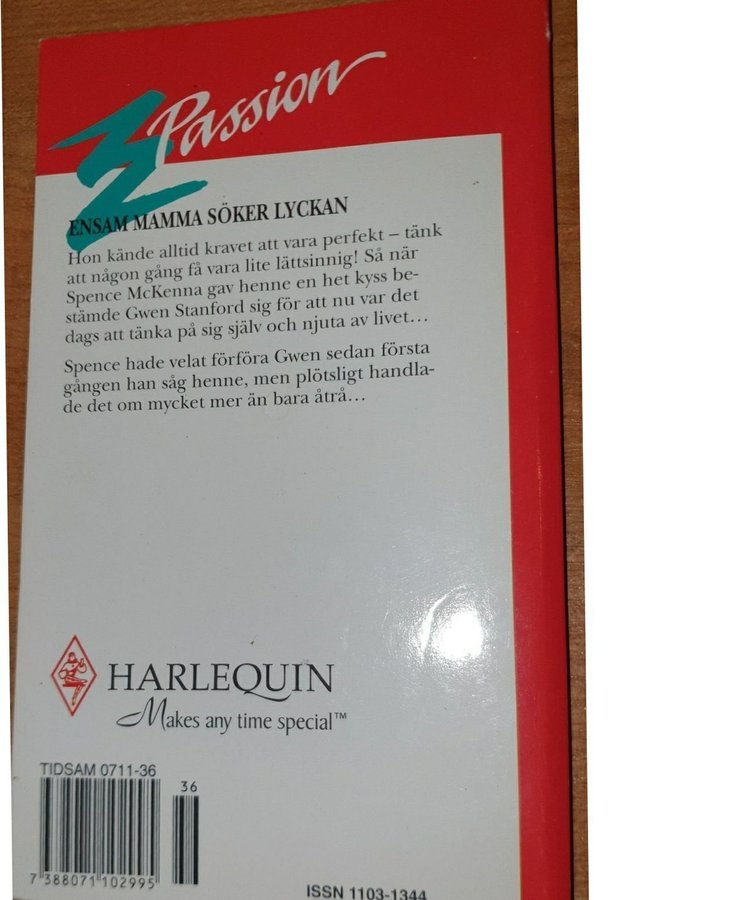 Passion
ENSAM MAMMA SÖKER LYCKAN
Hon kände alltid kravet att vara perfekt – tänk
att någon gång få vara lite lättsinnig! Så när
Spence McKenna gav henne en het kyss be-
stämde Gwen Stanford sig för att nu var det
dags att tänka på sig själv och njuta av livet…
Spence hade velat förföra Gwen sedan första
gången han såg henne, men plötsligt handla-
de det om mycket mer än bara åtrå…
HARLEQUIN
Makes any time special™
TIDSAM 0711-36
36
7 388071 102995
ISSN 1103-1344